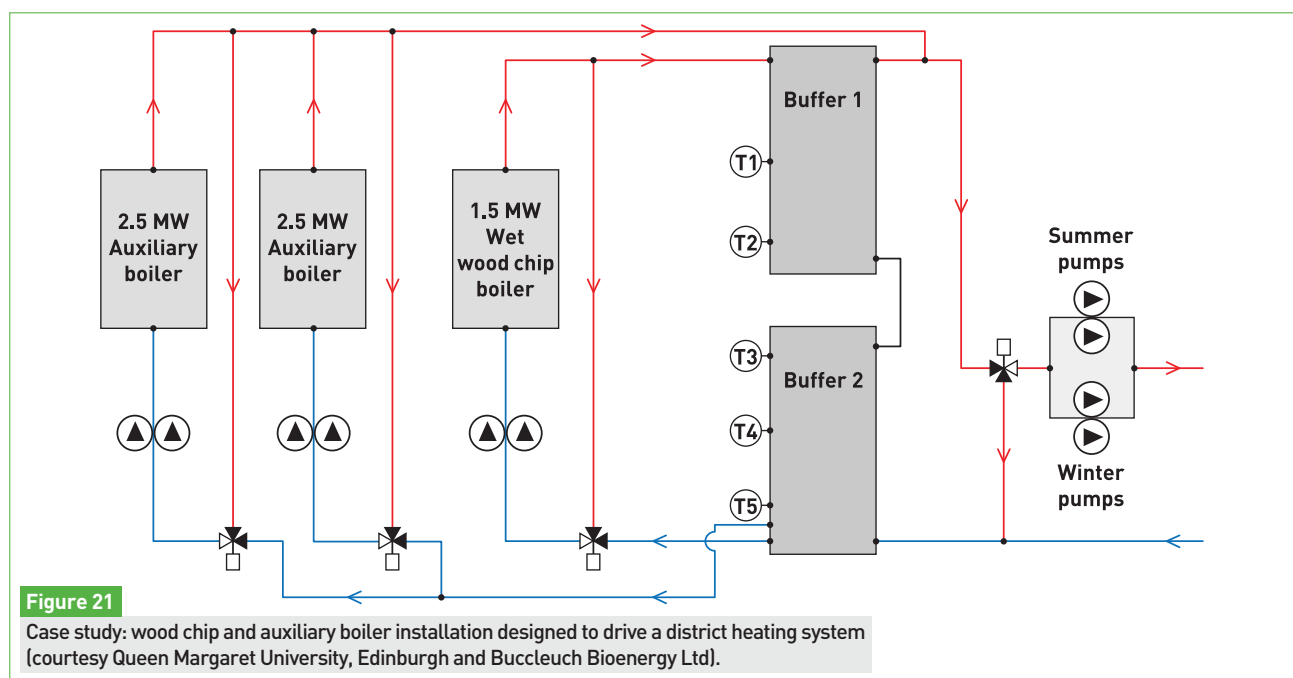 Buffer 1
T1
T2
2.5 MW
Auxiliary
boiler
2.5 MW
Auxiliary
boiler
1.5 MW
Wet
wood chip
boiler
Summer
pumps
T3
Buffer 2
T4
T5
Winter
pumps
Figure 21
Case study: wood chip and auxiliary boiler installation designed to drive a district heating system
(courtesy Queen Margaret University, Edinburgh and Buccleuch Bioenergy Ltd).